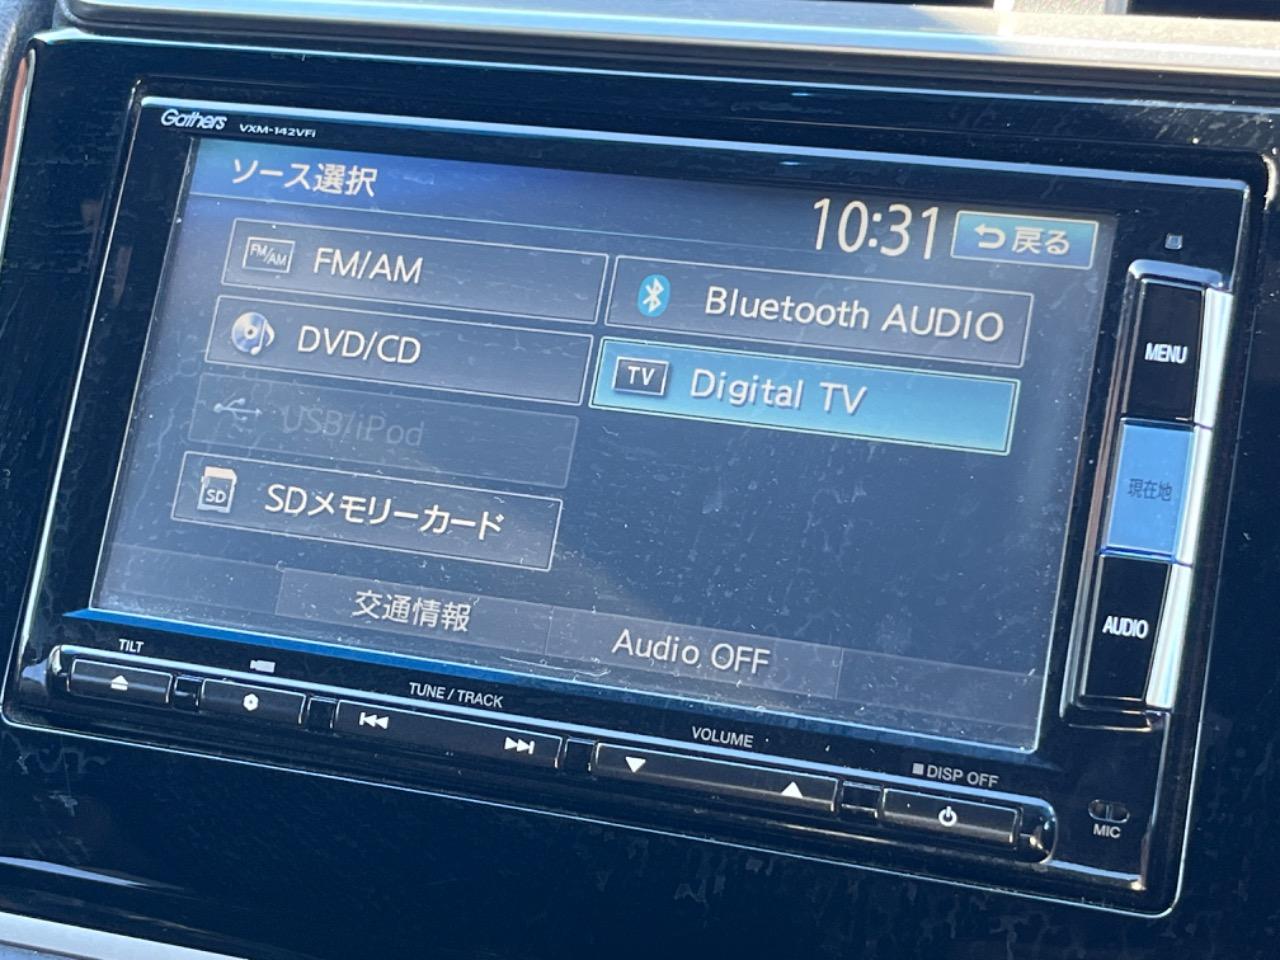 Gathers VXM-142VFi
ソース選択
10:31
戻る
FM/AM FM/AM
Bluetooth AUDIO
DVD/CD
TV Digital TV
USB/iPod
SD SDメモリーカード
交通情報
Audio OFF
MENU
現在地
AUDIO
TILT
TUNE / TRACK
VOLUME
DISP OFF
MIC